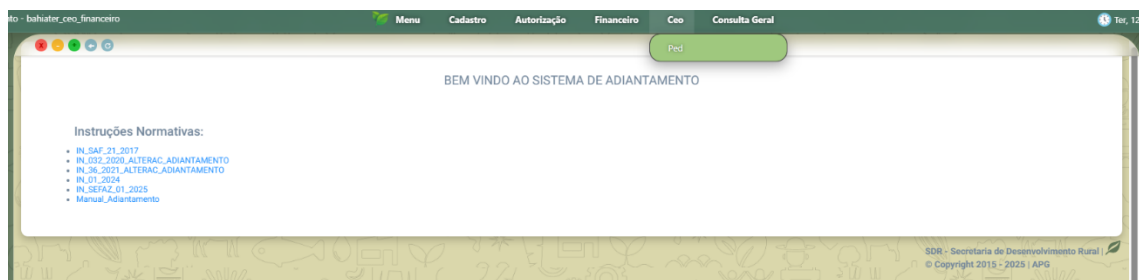 nto - bahiater_ceo_financeiro Menu Cadastro Autorização Financeiro Ceo Consulta Geral Ter, 12
Ped
BEM VINDO AO SISTEMA DE ADIANTAMENTO
Instruções Normativas:
IN_SAF_21_2017
IN_032_2020_ALTERAC_ADIANTAMENTO
IN_36_2021_ALTERAC_ADIANTAMENTO
IN_01_2024
IN_SEFAZ_01_2025
Manual_Adiantamento
SDR - Secretaria de Desenvolvimento Rural |
© Copyright 2015 - 2025 | APG